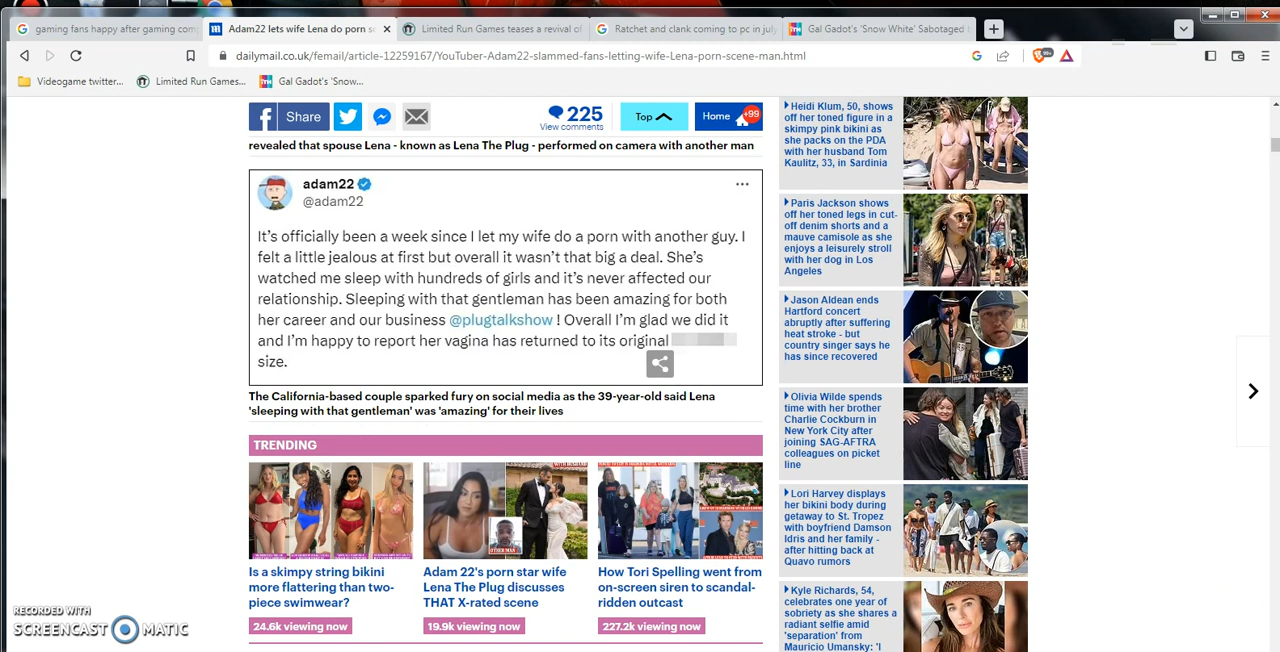 gaming fans happy after gaming com
Adam22 lets wife Lena do porn s
Limited Run Games teases a revival of
Ratchet and clank coming to pc in july
Gal Gadot's 'Snow White' Sabotaged
dailymail.co.uk/femail/article-12259167/YouTuber-Adam22-slammed-fans-letting-wife-Lena-porn-scene-man.html
99+
Videogame twitter...
Limited Run Games...
Gal Gadot's 'Snow...
Share
225
View comments
Top
Home
+99
revealed that spouse Lena - known as Lena The Plug - performed on camera with another man
adam22
@adam22
It's officially been a week since I let my wife do a porn with another guy. I
felt a little jealous at first but overall it wasn't that big a deal. She's
watched me sleep with hundreds of girls and it's never affected our
relationship. Sleeping with that gentleman has been amazing for both
her career and our business @plugtalkshow ! Overall I'm glad we did it
and I'm happy to report her vagina has returned to its original
size.
The California-based couple sparked fury on social media as the 39-year-old said Lena
'sleeping with that gentleman' was 'amazing' for their lives
TRENDING
OTHER MAN
Is a skimpy string bikini
more flattering than two-
piece swimwear?
24.6k viewing now
Adam 22's porn star wife
Lena The Plug discusses
THAT X-rated scene
19.9k viewing now
How Tori Spelling went from
on-screen siren to scandal-
ridden outcast
227.2k viewing now
Heidi Klum, 50, shows
off her toned figure in a
skimpy pink bikini as
she packs on the PDA
with her husband Tom
Kaulitz, 33, in Sardinia
Paris Jackson shows
off her toned legs in cut-
off denim shorts and a
mauve camisole as she
enjoys a leisurely stroll
with her dog in Los
Angeles
Jason Aldean ends
Hartford concert
abruptly after suffering
heat stroke - but
country singer says he
has since recovered
Olivia Wilde spends
time with her brother
Charlie Cockburn in
New York City after
joining SAG-AFTRA
colleagues on picket
line
Lori Harvey displays
her bikini body during
getaway to St. Tropez
with boyfriend Damson
Idris and her family -
after hitting back at
Quavo rumors
Kyle Richards, 54,
celebrates one year of
sobriety as she shares a
radiant selfie amid
'separation' from
Mauricio Umansky: 'I
RECORDED WITH
SCREENCAST MATIC